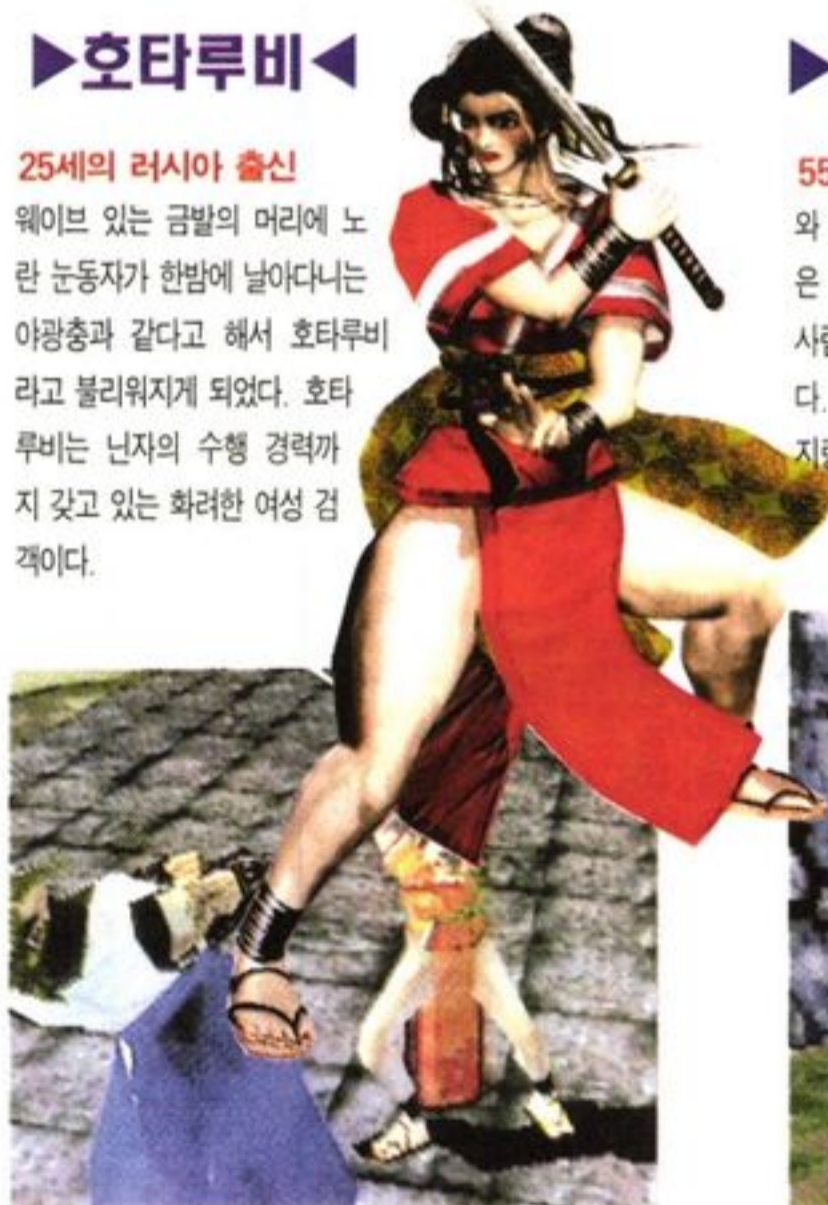 ▶호타루비◀
25세의 러시아 출신
웨이브 있는 금발의 머리에 노
란 눈동자가 한밤에 날아다니는
야광충과 같다고 해서 호타루비
라고 불리워지게 되었다. 호타
루비는 닌자의 수행 경력까
지 갖고 있는 화려한 여성 검
객이다.
▶
55
와
은
다.